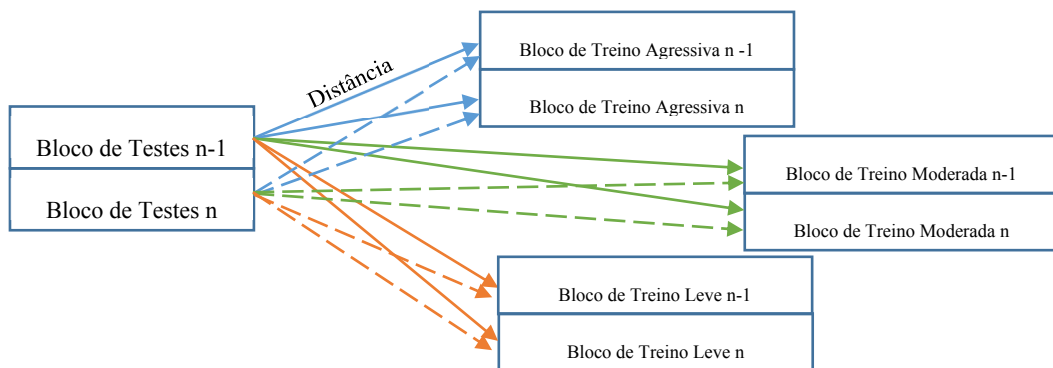 Bloco de Treino Agressiva n -1
Distância
Bloco de Treino Agressiva n
Bloco de Testes n-1
Bloco de Treino Moderada n-1
Bloco de Testes n
Bloco de Treino Moderada n
Bloco de Treino Leve n-1
Bloco de Treino Leve n